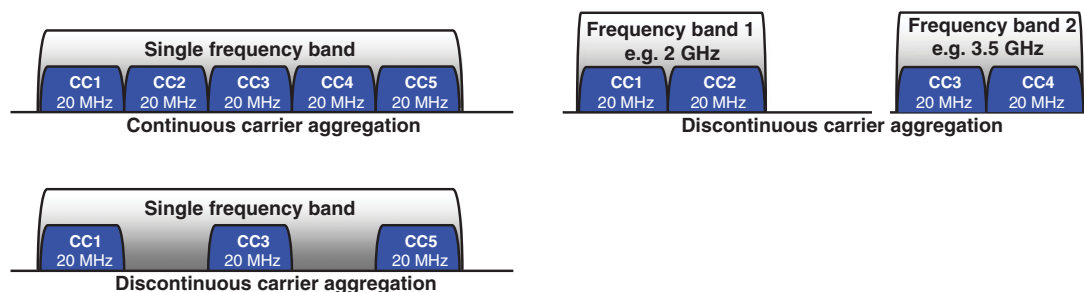 Single frequency band
CC1 CC2 CC3 CC4 CC5
20 MHz 20 MHz 20 MHz 20 MHz 20 MHz
Continuous carrier aggregation
Frequency band 1
e.g. 2 GHz
CC1 CC2
20 MHz 20 MHz
Frequency band 2
e.g. 3.5 GHz
CC3 CC4
20 MHz 20 MHz
Discontinuous carrier aggregation
Single frequency band
CC1 CC3 CC5
20 MHz 20 MHz 20 MHz
Discontinuous carrier aggregation